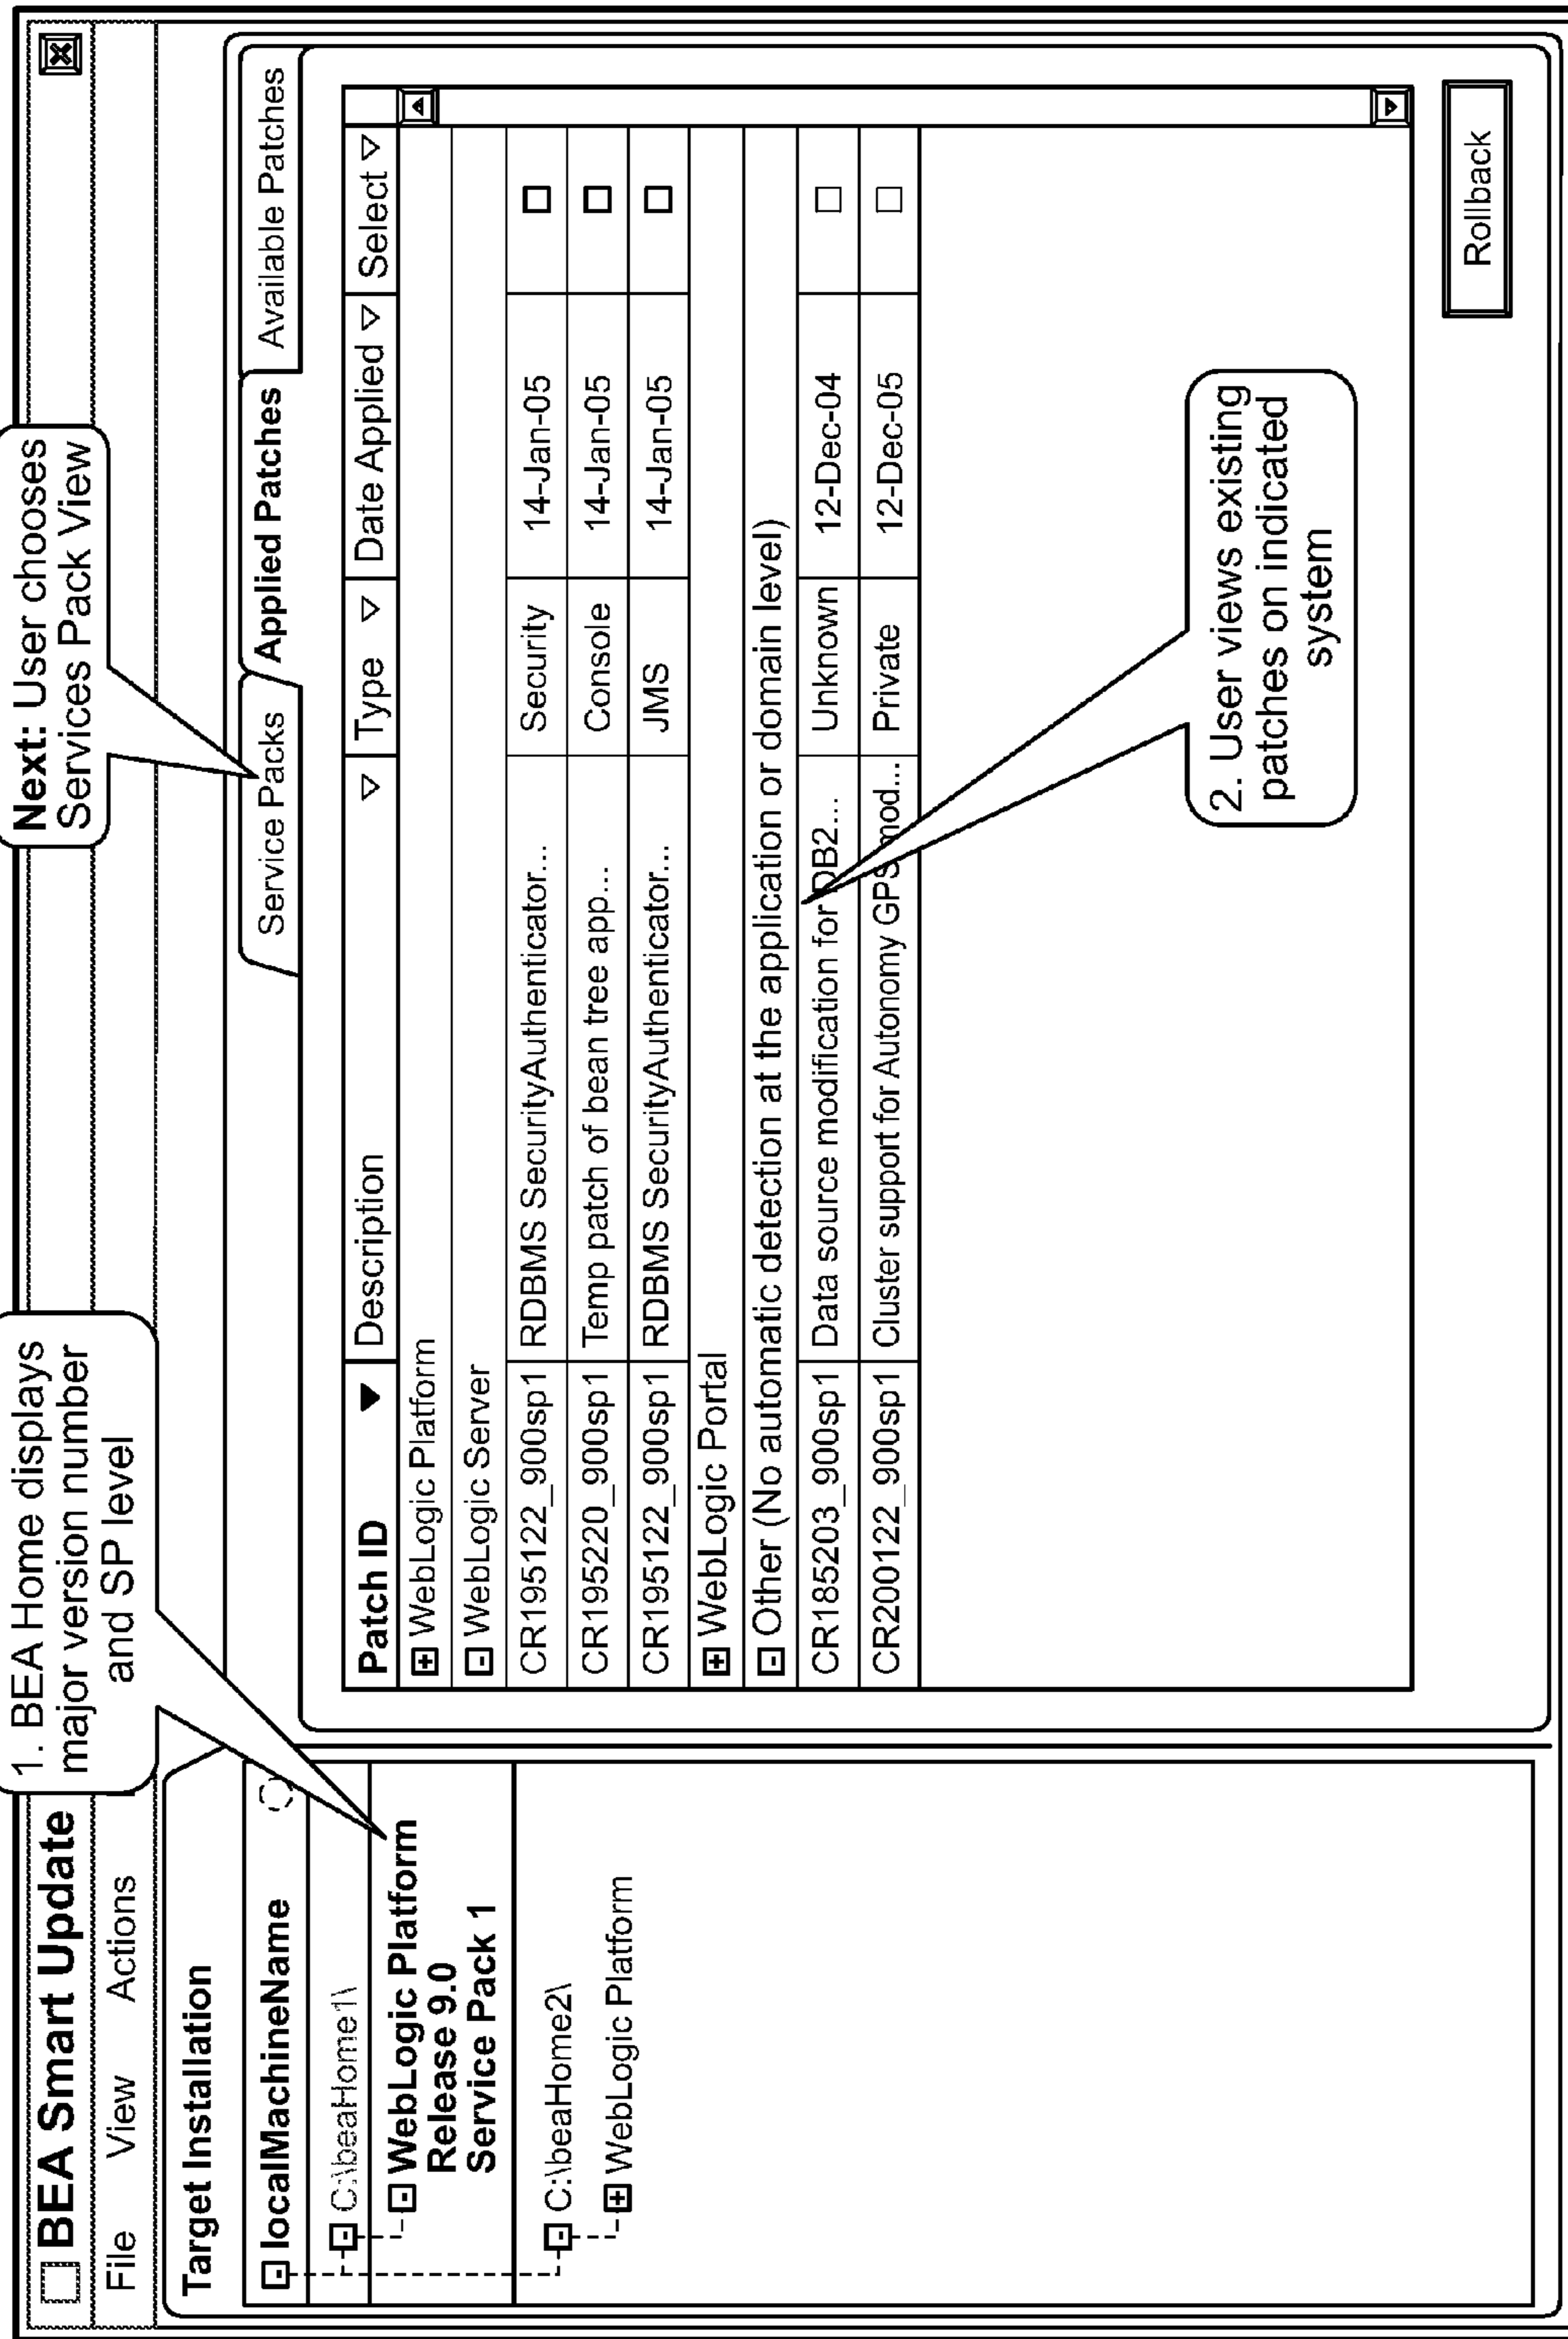 BEA Smart Update
File View Actions
1. BEA Home displays
major version number
and SP level
Next: User chooses
Services Pack View
Target Installation
localMachineName
C:\beaHome1\
WebLogic Platform
Release 9.0
Service Pack 1
C:\beaHome2\
WebLogic Platform
Service Packs Applied Patches Available Patches
Patch ID Description Type Date Applied Select
WebLogic Platform
WebLogic Server
CR195122_900sp1 RDBMS SecurityAuthenticator... Security 14-Jan-05
CR195220_900sp1 Temp patch of bean tree app... Console 14-Jan-05
CR195122_900sp1 RDBMS SecurityAuthenticator... JMS 14-Jan-05
WebLogic Portal
Other (No automatic detection at the application or domain level)
CR185203_900sp1 Data source modification for DB2... Unknown 12-Dec-04
CR200122_900sp1 Cluster support for Autonomy GPS mod... Private 12-Dec-05
2. User views existing
patches on indicated
system
Rollback